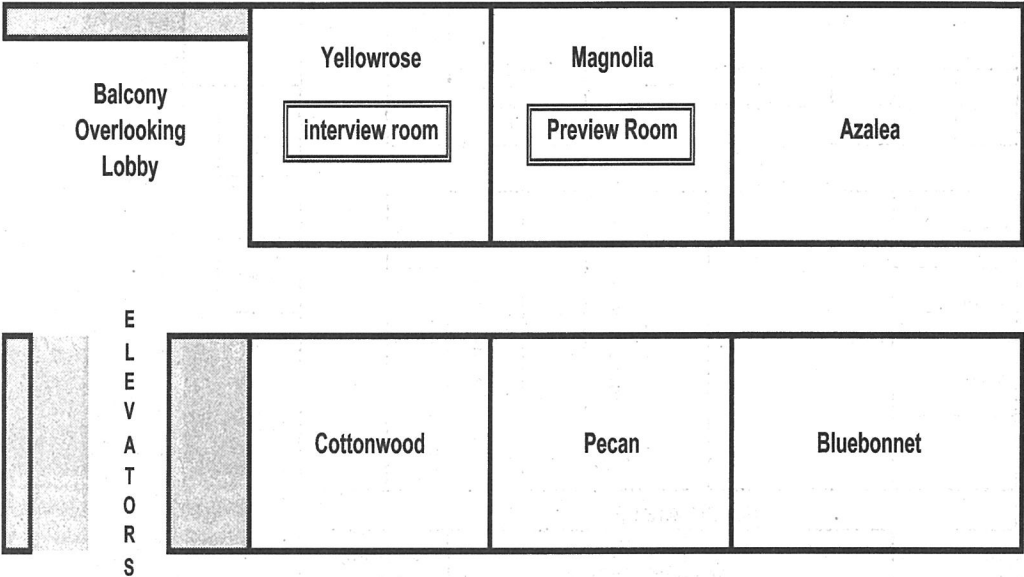 Balcony
Overlooking
Lobby
Yellowrose
interview room
Magnolia
Preview Room
Azalea
E
L
E
V
A
T
O
R
S
Cottonwood
Pecan
Bluebonnet